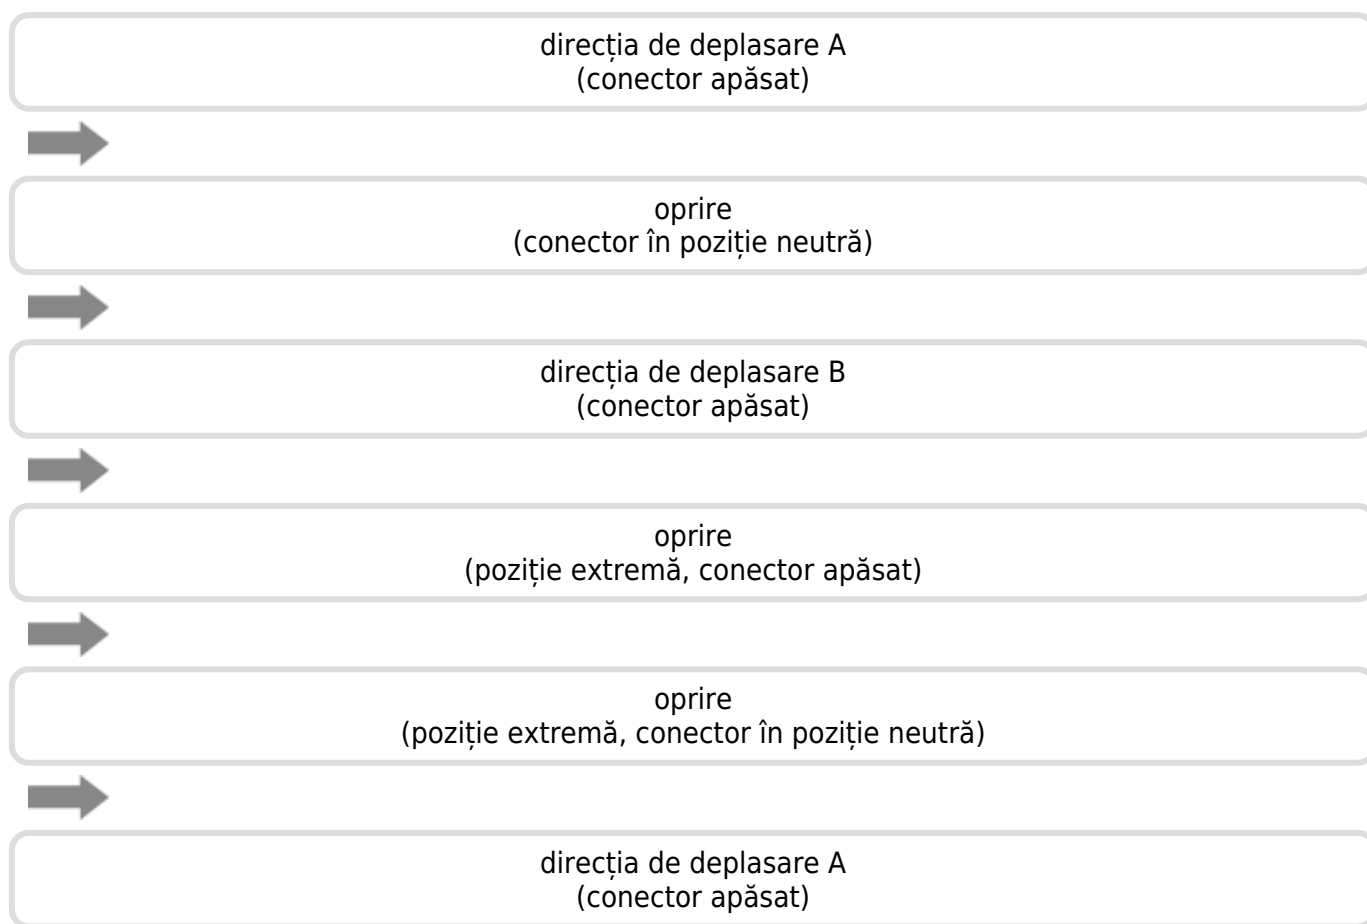 direcția de deplasare A
(conector apăsat)
oprire
(conector în poziție neutră)
direcția de deplasare B
(conector apăsat)
oprire
(poziție extremă, conector apăsat)
oprire
(poziție extremă, conector în poziție neutră)
direcția de deplasare A
(conector apăsat)